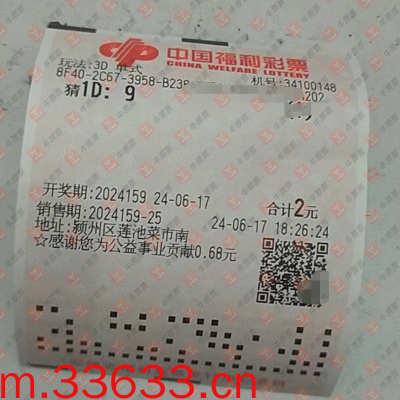 中国福利彩票
CHINA WELFARE LOTTERY
玩法:3D 单式
机号:34100148
8F40-2C67-3958-B23
202
猜1D: 9
开奖期:2024159 24-06-17
合计2元
销售期:2024159-25
24-06-17 18:26:24
地址:颍州区莲池菜市南
☆感谢您为公益事业贡献0.68元
m.33633.cn